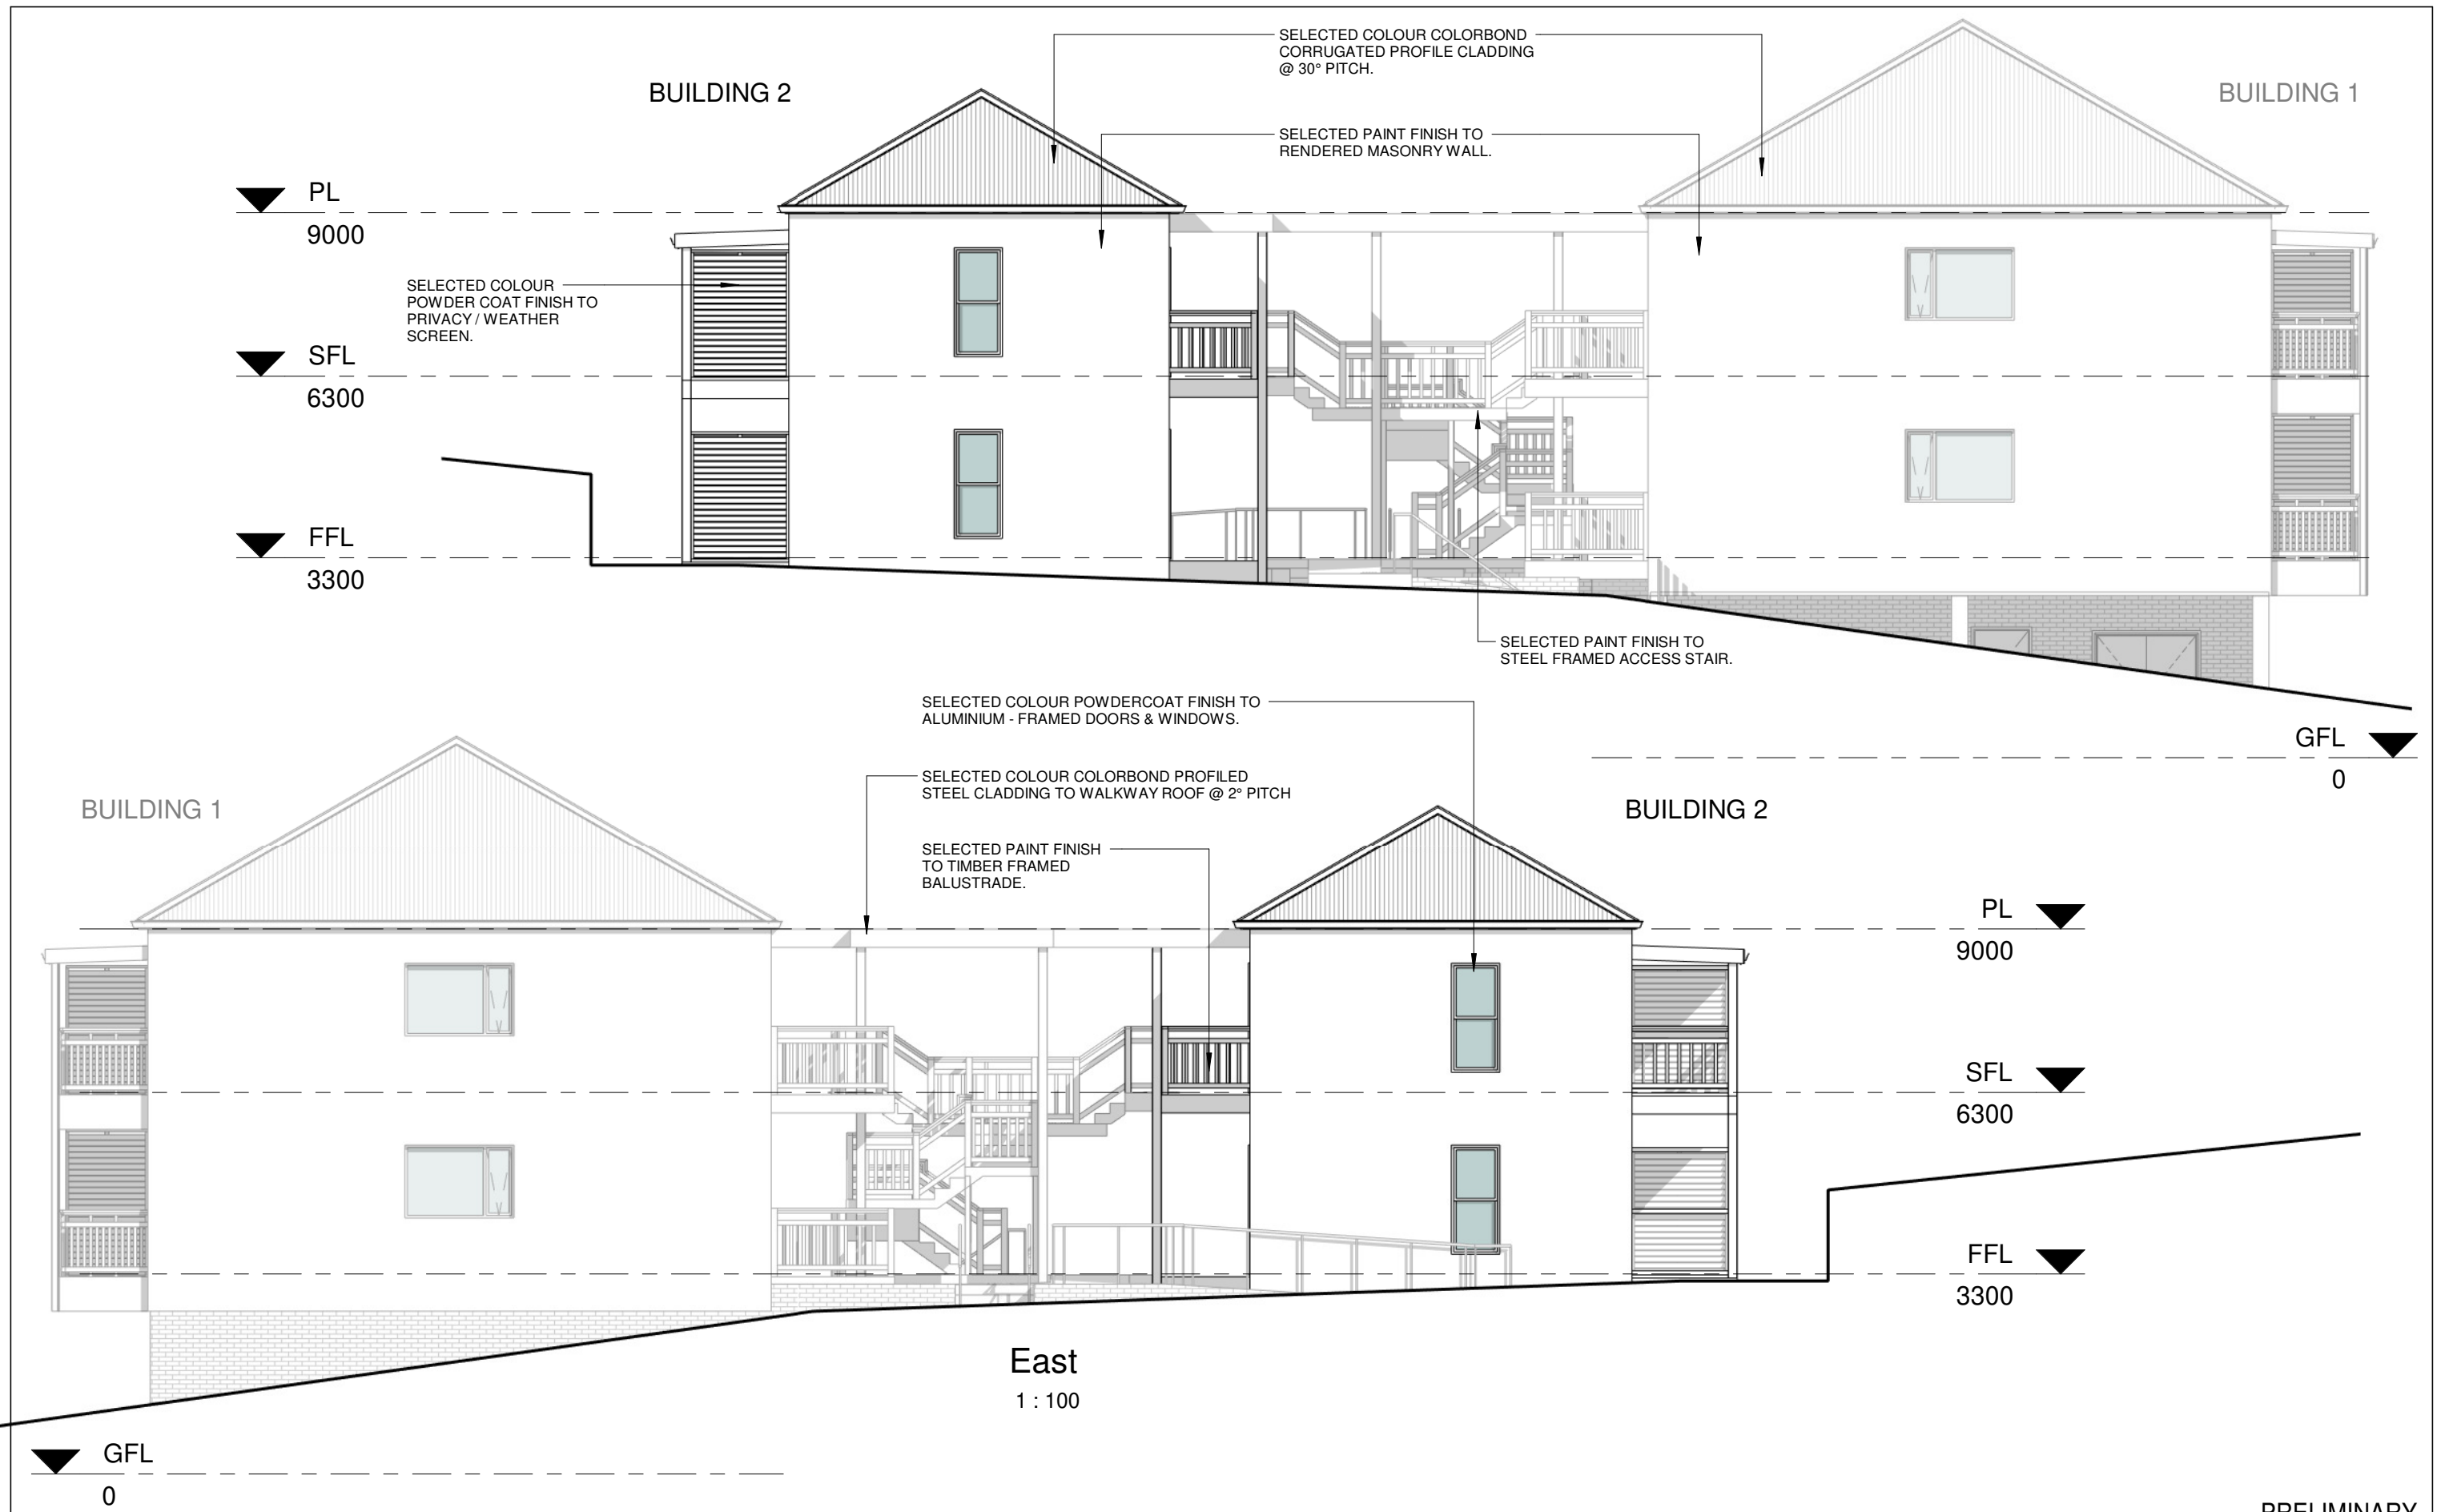 SELECTED COLOUR COLORBOND
CORRUGATED PROFILE CLADDING
@ 30° PITCH.
BUILDING 2
BUILDING 1
SELECTED PAINT FINISH TO
RENDERED MASONRY WALL.
PL
9000
SELECTED COLOUR
POWDER COAT FINISH TO
PRIVACY / WEATHER
SCREEN.
SFL
6300
FFL
3300
SELECTED PAINT FINISH TO
STEEL FRAMED ACCESS STAIR.
GFL
0
SELECTED COLOUR POWDERCOAT FINISH TO
ALUMINIUM - FRAMED DOORS & WINDOWS.
SELECTED COLOUR COLORBOND PROFILED
STEEL CLADDING TO WALKWAY ROOF @ 2° PITCH
BUILDING 1
BUILDING 2
SELECTED PAINT FINISH
TO TIMBER FRAMED
BALUSTRADE.
PL
9000
SFL
6300
FFL
3300
East
1 : 100
GFL
0
PRELIMINARY